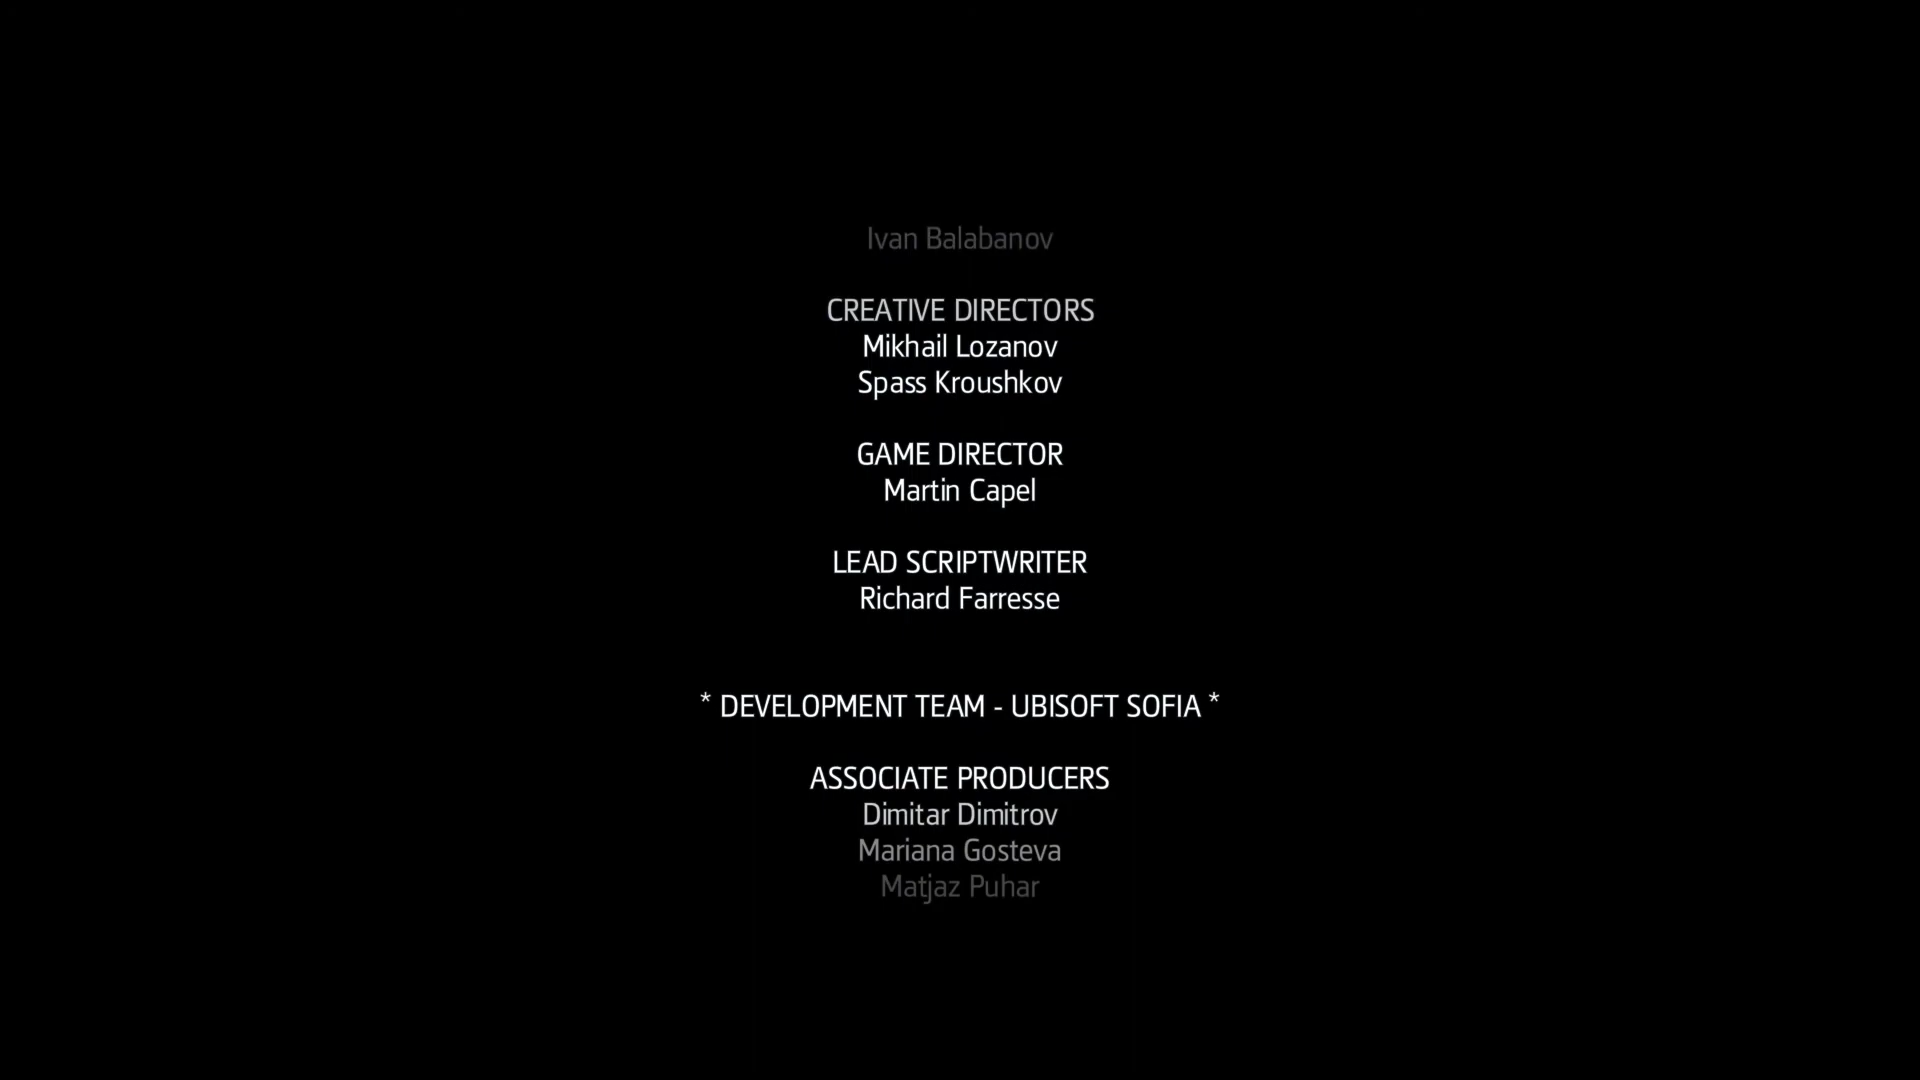 Ivan Balabanov
CREATIVE DIRECTORS
Mikhail Lozanov
Spass Kroushkov
GAME DIRECTOR
Martin Capel
LEAD SCRIPTWRITER
Richard Farresse
* DEVELOPMENT TEAM - UBISOFT SOFIA *
ASSOCIATE PRODUCERS
Dimitar Dimitrov
Mariana Gosteva
Matjaz Puhar